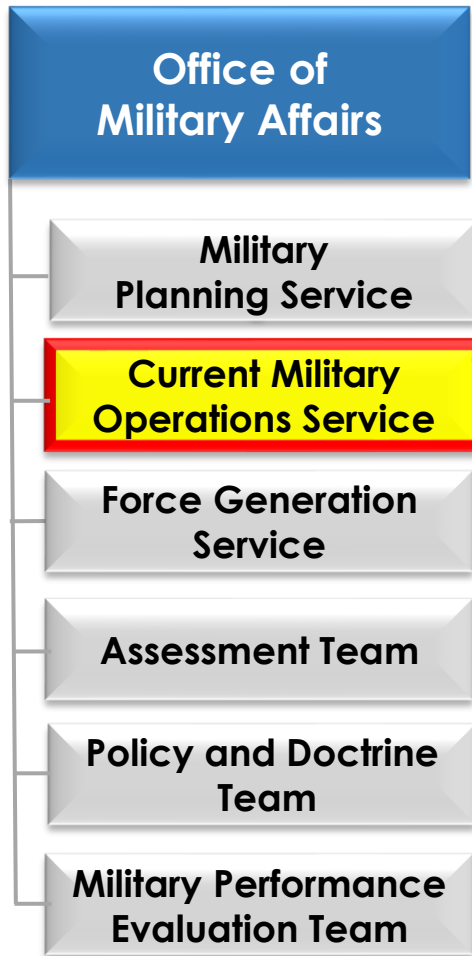 Office of
Military Affairs
Military
Planning Service
Current Military
Operations Service
Force Generation
Service
Assessment Team
Policy and Doctrine
Team
Military Performance
Evaluation Team